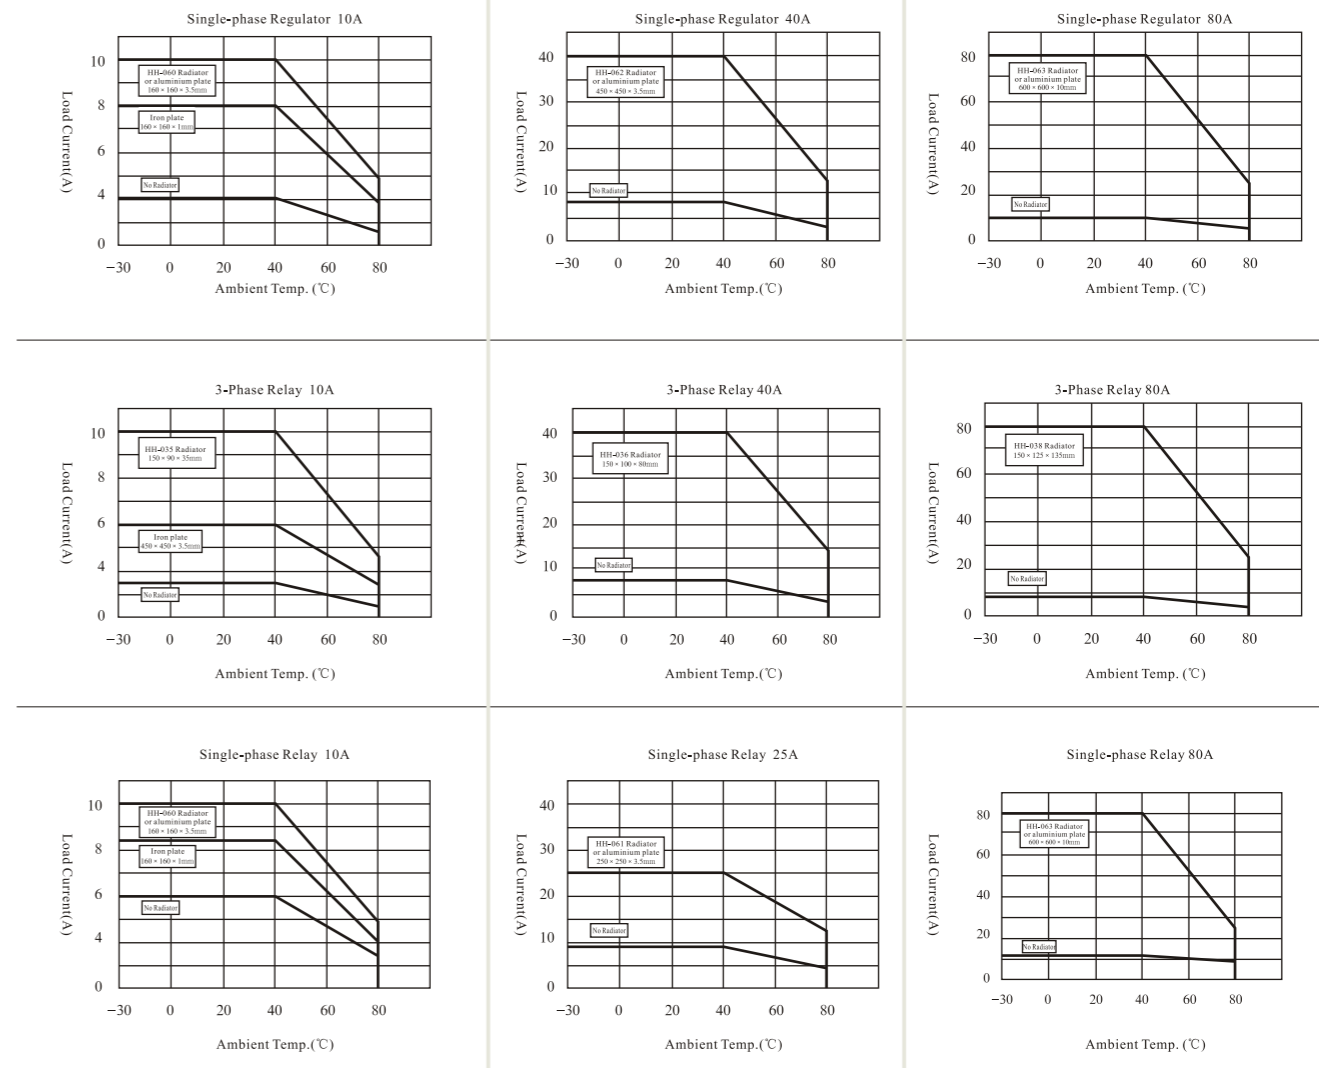 Single-phase Regulator 10A
10
8
6
4
0
HH-060 Radiator
or aluminium plate
160 × 160 × 3.5mm
Iron plate
160 × 160 × 1mm
No Radiator
Load Current(A)
-30 0 20 40 60 80
Ambient Temp. (℃)
Single-phase Regulator 40A
40
30
20
10
0
HH-062 Radiator
or aluminium plate
450 × 450 × 3.5mm
No Radiator
Load Current(A)
-30 0 20 40 60 80
Ambient Temp.(℃)
Single-phase Regulator 80A
80
60
40
20
0
HH-063 Radiator
or aluminium plate
600 × 600 × 10mm
No Radiator
Load Current(A)
-30 0 20 40 60 80
Ambient Temp. (℃)
3-Phase Relay 10A
10
8
6
4
0
HH-035 Radiator
150 × 90 × 35mm
Iron plate
450 × 450 × 3.5mm
No Radiator
Load Current(A)
-30 0 20 40 60 80
Ambient Temp. (℃)
3-Phase Relay 40A
40
30
20
10
0
HH-036 Radiator
150 × 100 × 80mm
No Radiator
Load Current(A)
-30 0 20 40 60 80
Ambient Temp.(℃)
3-Phase Relay 80A
80
60
40
20
0
HH-038 Radiator
150 × 125 × 135mm
No Radiator
Load Current(A)
-30 0 20 40 60 80
Ambient Temp. (℃)
Single-phase Relay 10A
10
8
6
4
0
HH-060 Radiator
or aluminium plate
160 × 160 × 3.5mm
Iron plate
160 × 160 × 1mm
No Radiator
Load Current(A)
-30 0 20 40 60 80
Ambient Temp.(℃)
Single-phase Relay 25A
40
30
20
10
0
HH-061 Radiator
or aluminium plate
250 × 250 × 3.5mm
No Radiator
Load Current(A)
-30 0 20 40 60 80
Ambient Temp.(℃)
Single-phase Relay 80A
80
60
40
20
0
HH-063 Radiator
or aluminium plate
600 × 600 × 10mm
No Radiator
Load Current(A)
-30 0 20 40 60 80
Ambient Temp. (℃)